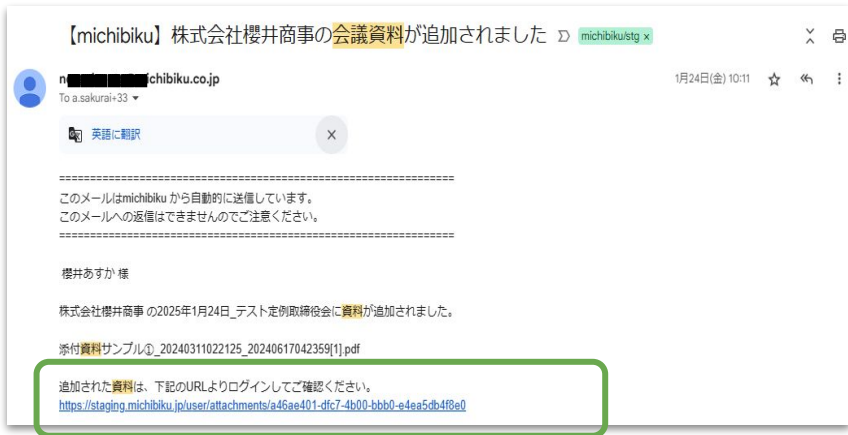 【michibiku】株式会社櫻井商事の会議資料が追加されました michibiku/stg ×
n ichibiku.co.jp 1月24日(金) 10:11
To a.sakurai+33
英語に翻訳
==============================================================
このメールはmichibiku から自動的に送信しています。
このメールへの返信はできませんのでご注意ください。
==============================================================
櫻井あすか 様
株式会社櫻井商事 の2025年1月24日_テスト定例取締役会に資料が追加されました。
添付資料サンプル①_20240311022125_20240617042359[1].pdf
追加された資料は、下記のURLよりログインしてご確認ください。
https://staging.michibiku.jp/user/attachments/a46ae401-dfc7-4b00-bbb0-e4ea5db4f8e0